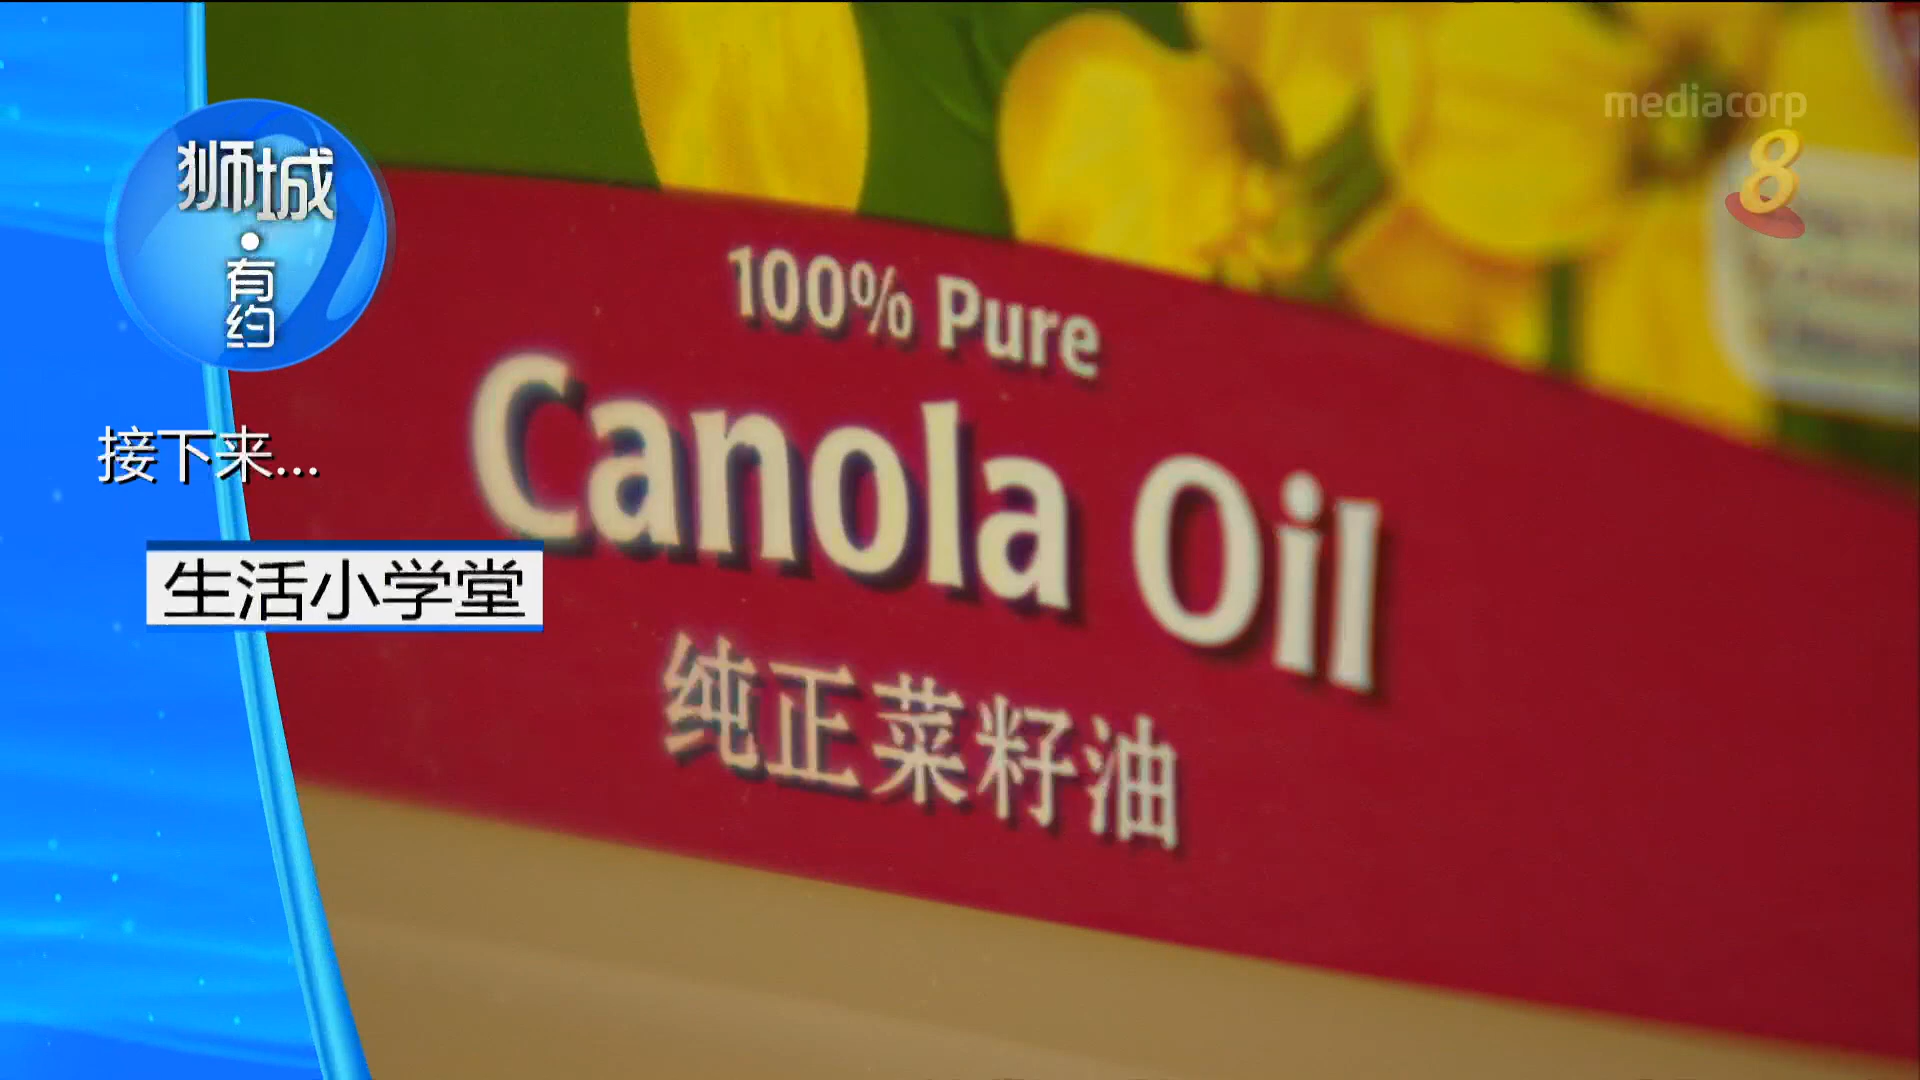 狮城
有
约
接下来...
生活小学堂
mediacorp
8
100% Pure
Canola Oil
纯正菜籽油